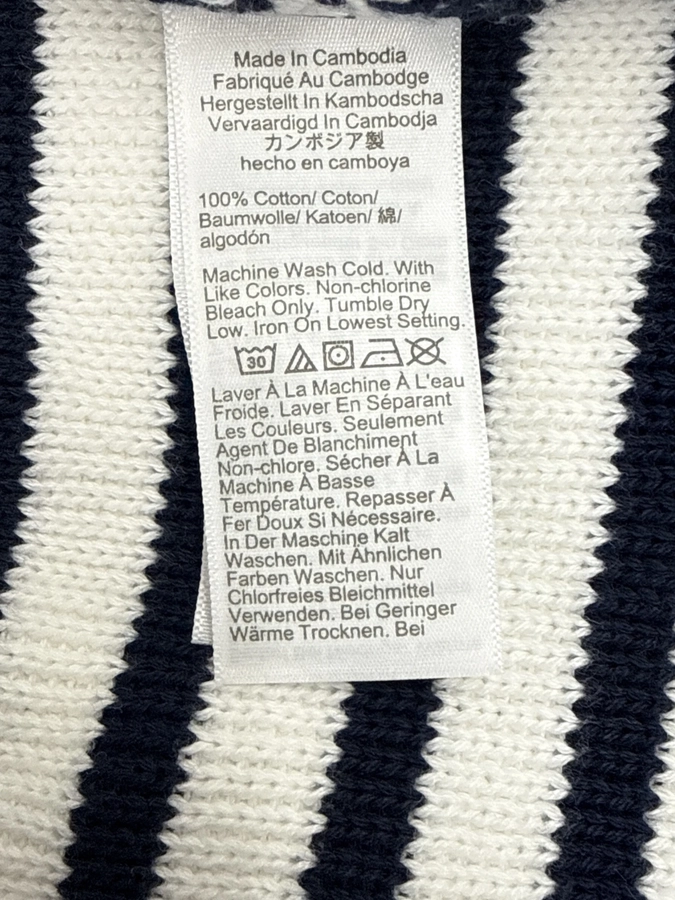 Made In Cambodia
Fabriqué Au Cambodge
Hergestellt In Kambodscha
Vervaardigd In Cambodja
カンボジア製
hecho en camboya
100% Cotton/ Coton/
Baumwolle/ Katoen/ 綿/
algodón
Machine Wash Cold. With
Like Colors. Non-chlorine
Bleach Only. Tumble Dry
Low. Iron On Lowest Setting.
30
Laver À La Machine À L'eau
Froide. Laver En Séparant
Les Couleurs. Seulement
Agent De Blanchiment
Non-chlore. Sécher À La
Machine À Basse
Température. Repasser À
Fer Doux Si Nécessaire.
In Der Maschine Kalt
Waschen. Mit Ähnlichen
Farben Waschen. Nur
Chlorfreies Bleichmittel
Verwenden. Bei Geringer
Wärme Trocknen. Bei